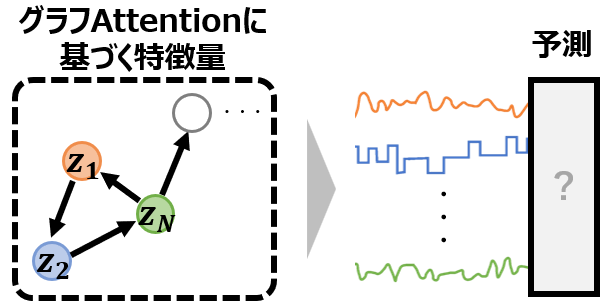 グラフAttentionに
基づく特徴量
予測
z1
zN
z2
...
?